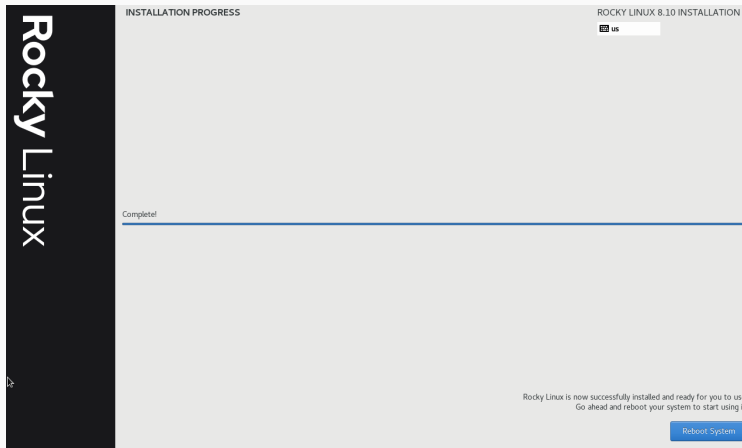 Rocky Linux
INSTALLATION PROGRESS
ROCKY LINUX 8.10 INSTALLATION
us
Complete!
Rocky Linux is now successfully installed and ready for you to us
Go ahead and reboot your system to start using i
Reboot System